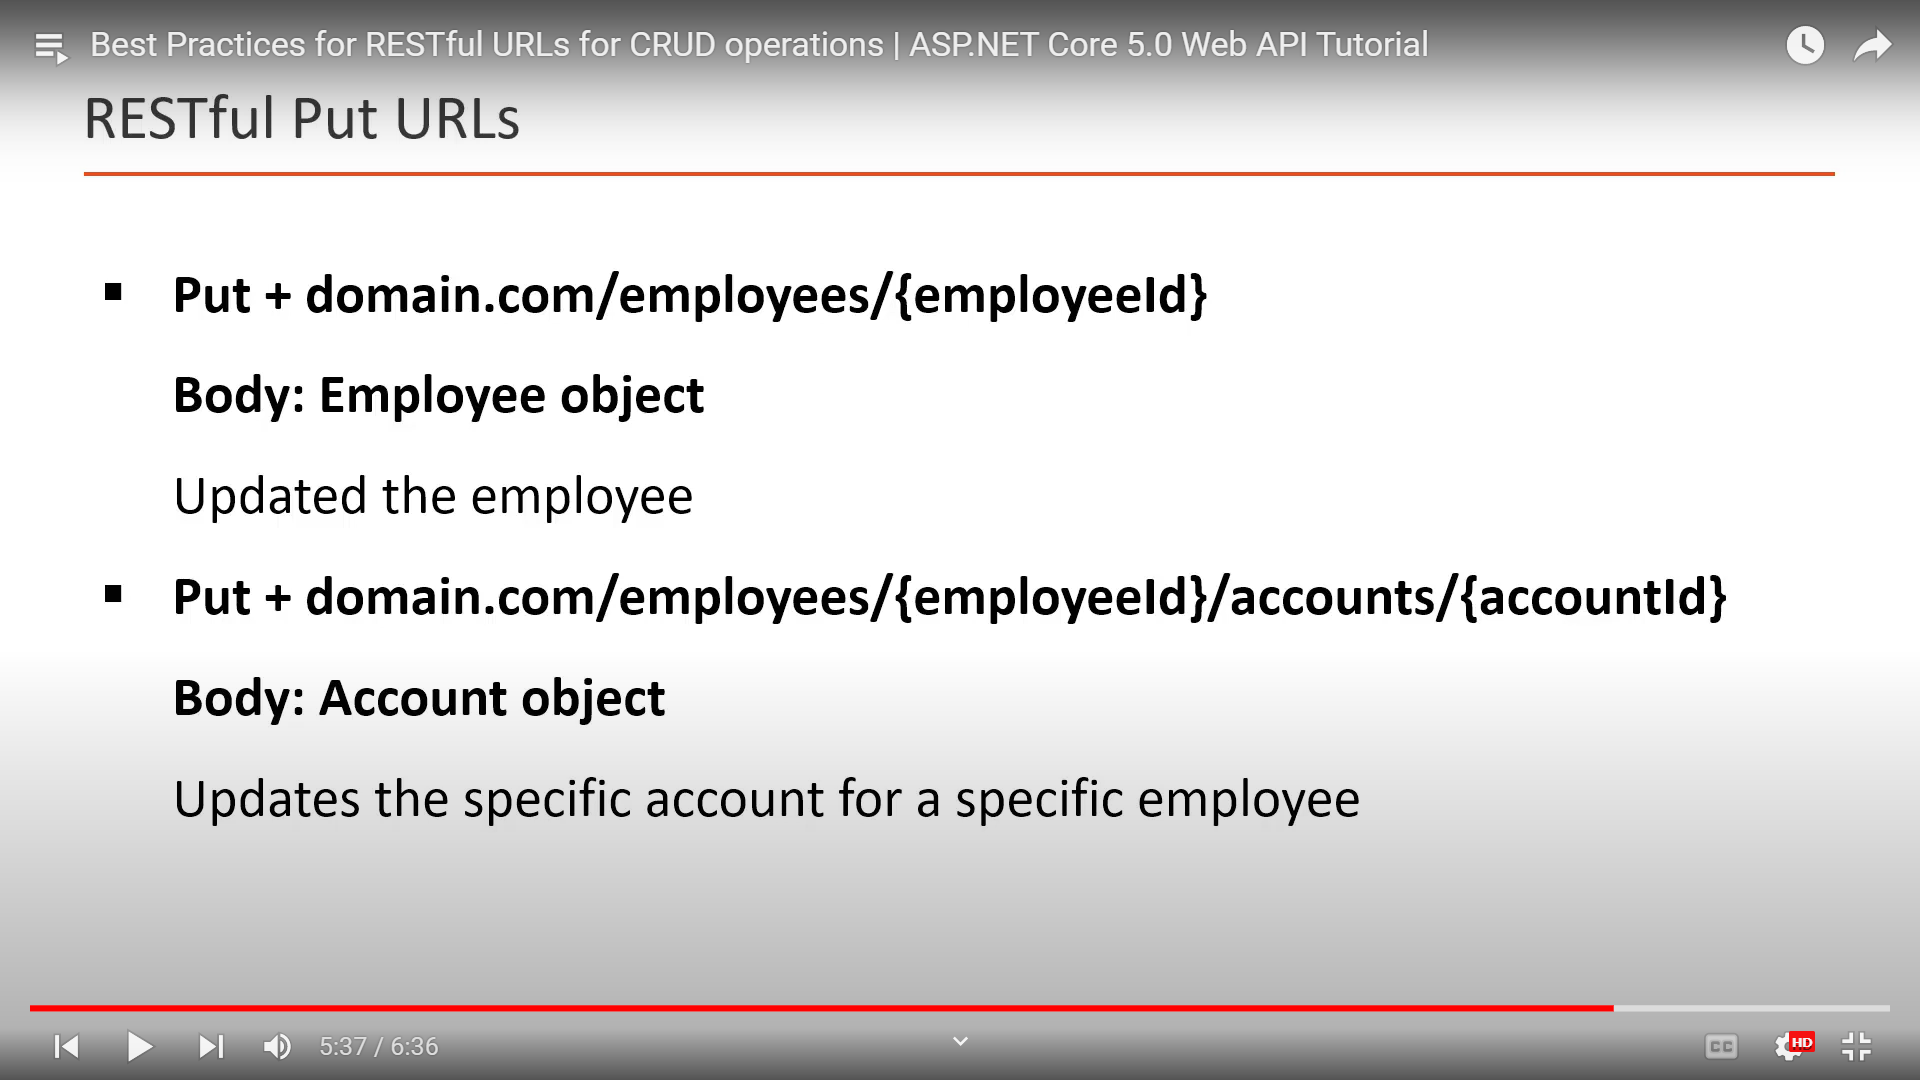 Best Practices for RESTful URLs for CRUD operations | ASP.NET Core 5.0 Web API Tutorial
RESTful Put URLs
▪ Put + domain.com/employees/{employeeId}
Body: Employee object
Updated the employee
▪ Put + domain.com/employees/{employeeId}/accounts/{accountId}
Body: Account object
Updates the specific account for a specific employee
5:37 / 6:36
CC
HD